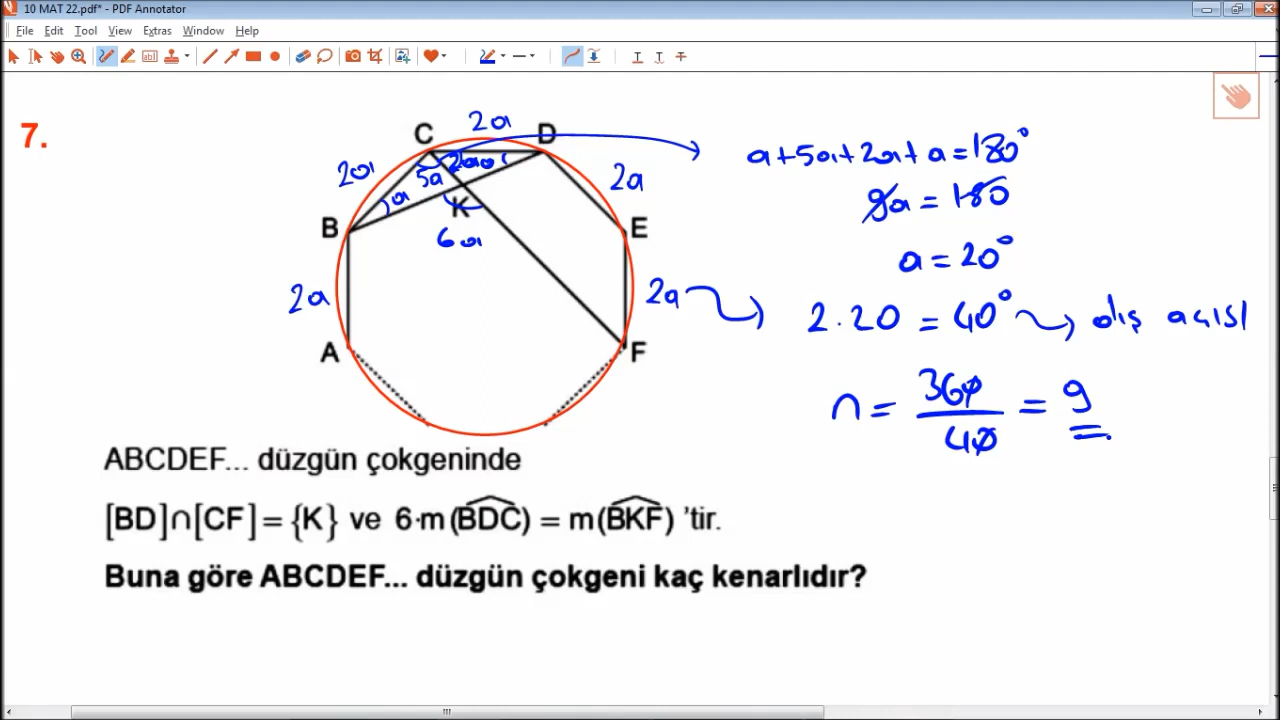 10 MAT 22.pdf* - PDF Annotator
File Edit Tool View Extras Window Help
7.
2a
C D
2a 5a 2a a
a
2a
B K E
6a
2a 2a
A F
a+5a+2a+a=180°
9a = 180
a = 20°
2.20 = 40° dış açısı
n = 360/40 = 9
ABCDEF... düzgün çokgeninde
[BD]∩[CF] = {K} ve 6·m(BDC) = m(BKF) 'tir.
Buna göre ABCDEF... düzgün çokgeni kaç kenarlıdır?